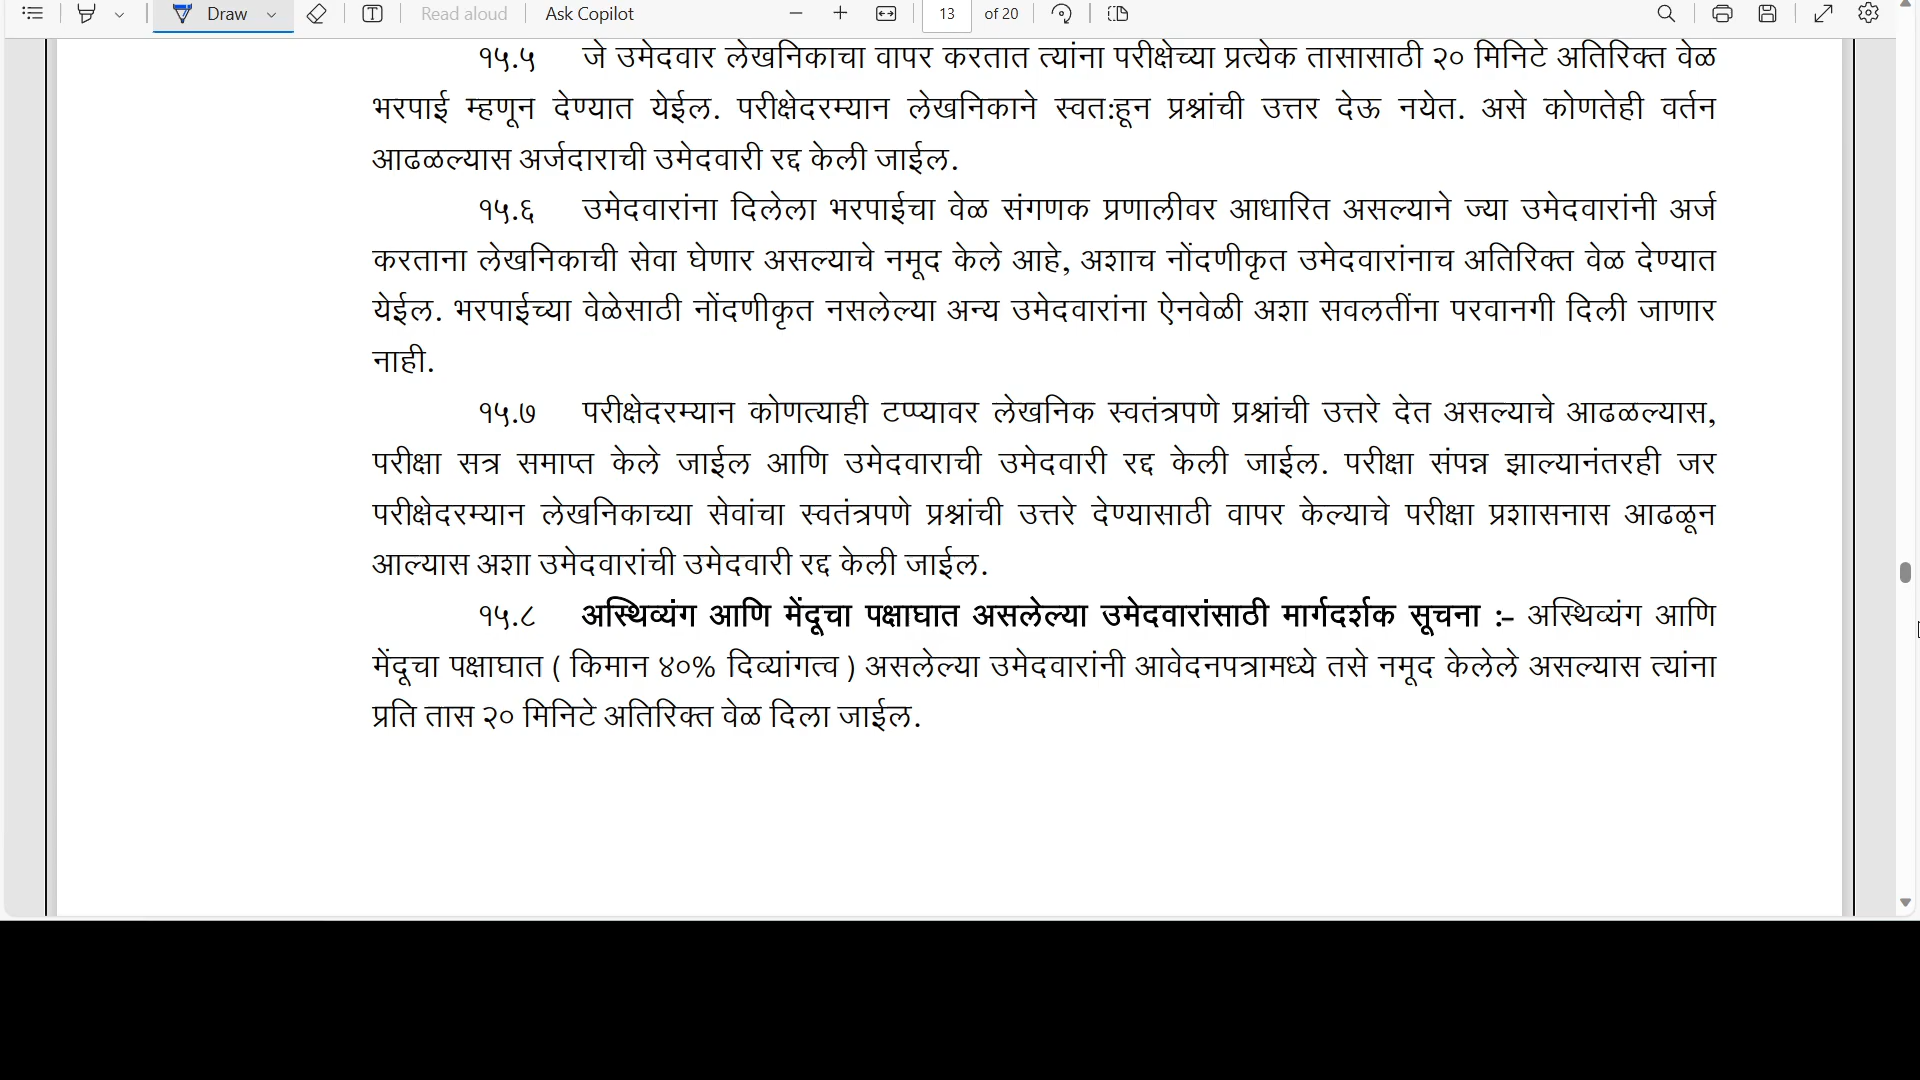 Draw Read aloud Ask Copilot 13 of 20
१५.५ जे उमेदवार लेखनिकाचा वापर करतात त्यांना परीक्षेच्या प्रत्येक तासासाठी २० मिनिटे अतिरिक्त वेळ
भरपाई म्हणून देण्यात येईल. परीक्षेदरम्यान लेखनिकाने स्वत:हून प्रश्नांची उत्तर देऊ नयेत. असे कोणतेही वर्तन
आढळल्यास अर्जदाराची उमेदवारी रद्द केली जाईल.
१५.६ उमेदवारांना दिलेला भरपाईचा वेळ संगणक प्रणालीवर आधारित असल्याने ज्या उमेदवारांनी अर्ज
करताना लेखनिकाची सेवा घेणार असल्याचे नमूद केले आहे, अशाच नोंदणीकृत उमेदवारांनाच अतिरिक्त वेळ देण्यात
येईल. भरपाईच्या वेळेसाठी नोंदणीकृत नसलेल्या अन्य उमेदवारांना ऐनवेळी अशा सवलतींना परवानगी दिली जाणार
नाही.
१५.७ परीक्षेदरम्यान कोणत्याही टप्प्यावर लेखनिक स्वतंत्रपणे प्रश्नांची उत्तरे देत असल्याचे आढळल्यास,
परीक्षा सत्र समाप्त केले जाईल आणि उमेदवाराची उमेदवारी रद्द केली जाईल. परीक्षा संपन्न झाल्यानंतरही जर
परीक्षेदरम्यान लेखनिकाच्या सेवांचा स्वतंत्रपणे प्रश्नांची उत्तरे देण्यासाठी वापर केल्याचे परीक्षा प्रशासनास आढळून
आल्यास अशा उमेदवारांची उमेदवारी रद्द केली जाईल.
१५.८ अस्थिव्यंग आणि मेंदूचा पक्षाघात असलेल्या उमेदवारांसाठी मार्गदर्शक सूचना :- अस्थिव्यंग आणि
मेंदूचा पक्षाघात ( किमान ४०% दिव्यांगत्व ) असलेल्या उमेदवारांनी आवेदनपत्रामध्ये तसे नमूद केलेले असल्यास त्यांना
प्रति तास २० मिनिटे अतिरिक्त वेळ दिला जाईल.